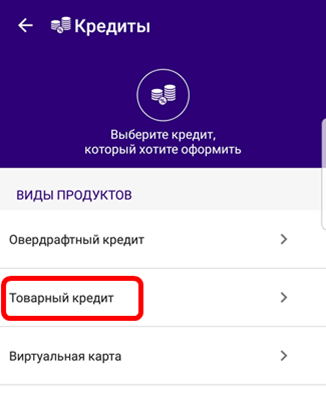 Кредиты
Выберите кредит,
который хотите оформить
ВИДЫ ПРОДУКТОВ
Овердрафтный кредит
Товарный кредит
Виртуальная карта